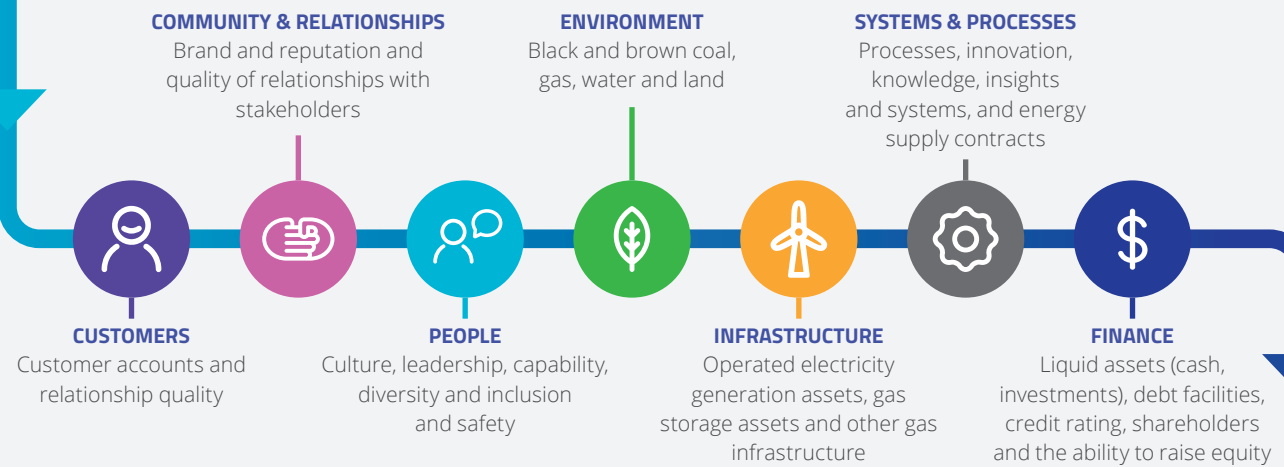 COMMUNITY & RELATIONSHIPS
Brand and reputation and
quality of relationships with
stakeholders
ENVIRONMENT
Black and brown coal,
gas, water and land
SYSTEMS & PROCESSES
Processes, innovation,
knowledge, insights
and systems, and energy
supply contracts
$
CUSTOMERS
Customer accounts and
relationship quality
PEOPLE
Culture, leadership, capability,
diversity and inclusion
and safety
INFRASTRUCTURE
Operated electricity
generation assets, gas
storage assets and other gas
infrastructure
FINANCE
Liquid assets (cash,
investments), debt facilities,
credit rating, shareholders
and the ability to raise equity